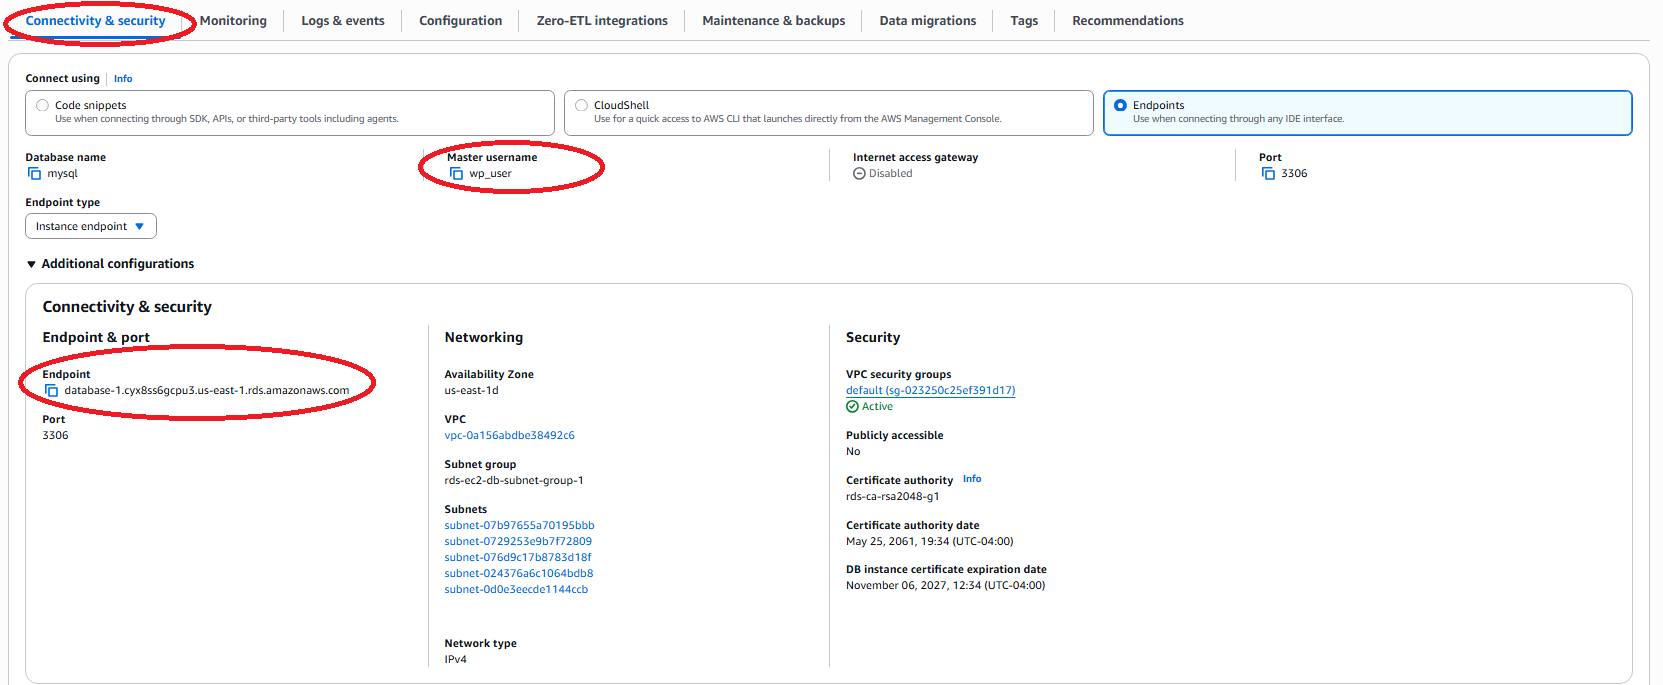 Connectivity & security Monitoring Logs & events Configuration Zero-ETL integrations Maintenance & backups Data migrations Tags Recommendations
Connect using Info
Code snippets
Use when connecting through SDK, APIs, or third-party tools including agents.
CloudShell
Use for a quick access to AWS CLI that launches directly from the AWS Management Console.
Endpoints
Use when connecting through any IDE interface.
Database name
mysql
Master username
wp_user
Internet access gateway
Disabled
Port
3306
Endpoint type
Instance endpoint
Additional configurations
Connectivity & security
Endpoint & port
Endpoint
database-1.cyx8ss6gcpu3.us-east-1.rds.amazonaws.com
Port
3306
Networking
Availability Zone
us-east-1d
VPC
vpc-0a156abdbe38492c6
Subnet group
rds-ec2-db-subnet-group-1
Subnets
subnet-07b97655a70195bbb
subnet-0729253e9b7f72809
subnet-076d9c17b8783d18f
subnet-024376a6c1064bdb8
subnet-0d0e3eecde1144ccb
Network type
IPv4
Security
VPC security groups
default (sg-023250c25ef391d17)
Active
Publicly accessible
No
Certificate authority Info
rds-ca-rsa2048-g1
Certificate authority date
May 25, 2061, 19:34 (UTC-04:00)
DB instance certificate expiration date
November 06, 2027, 12:34 (UTC-04:00)